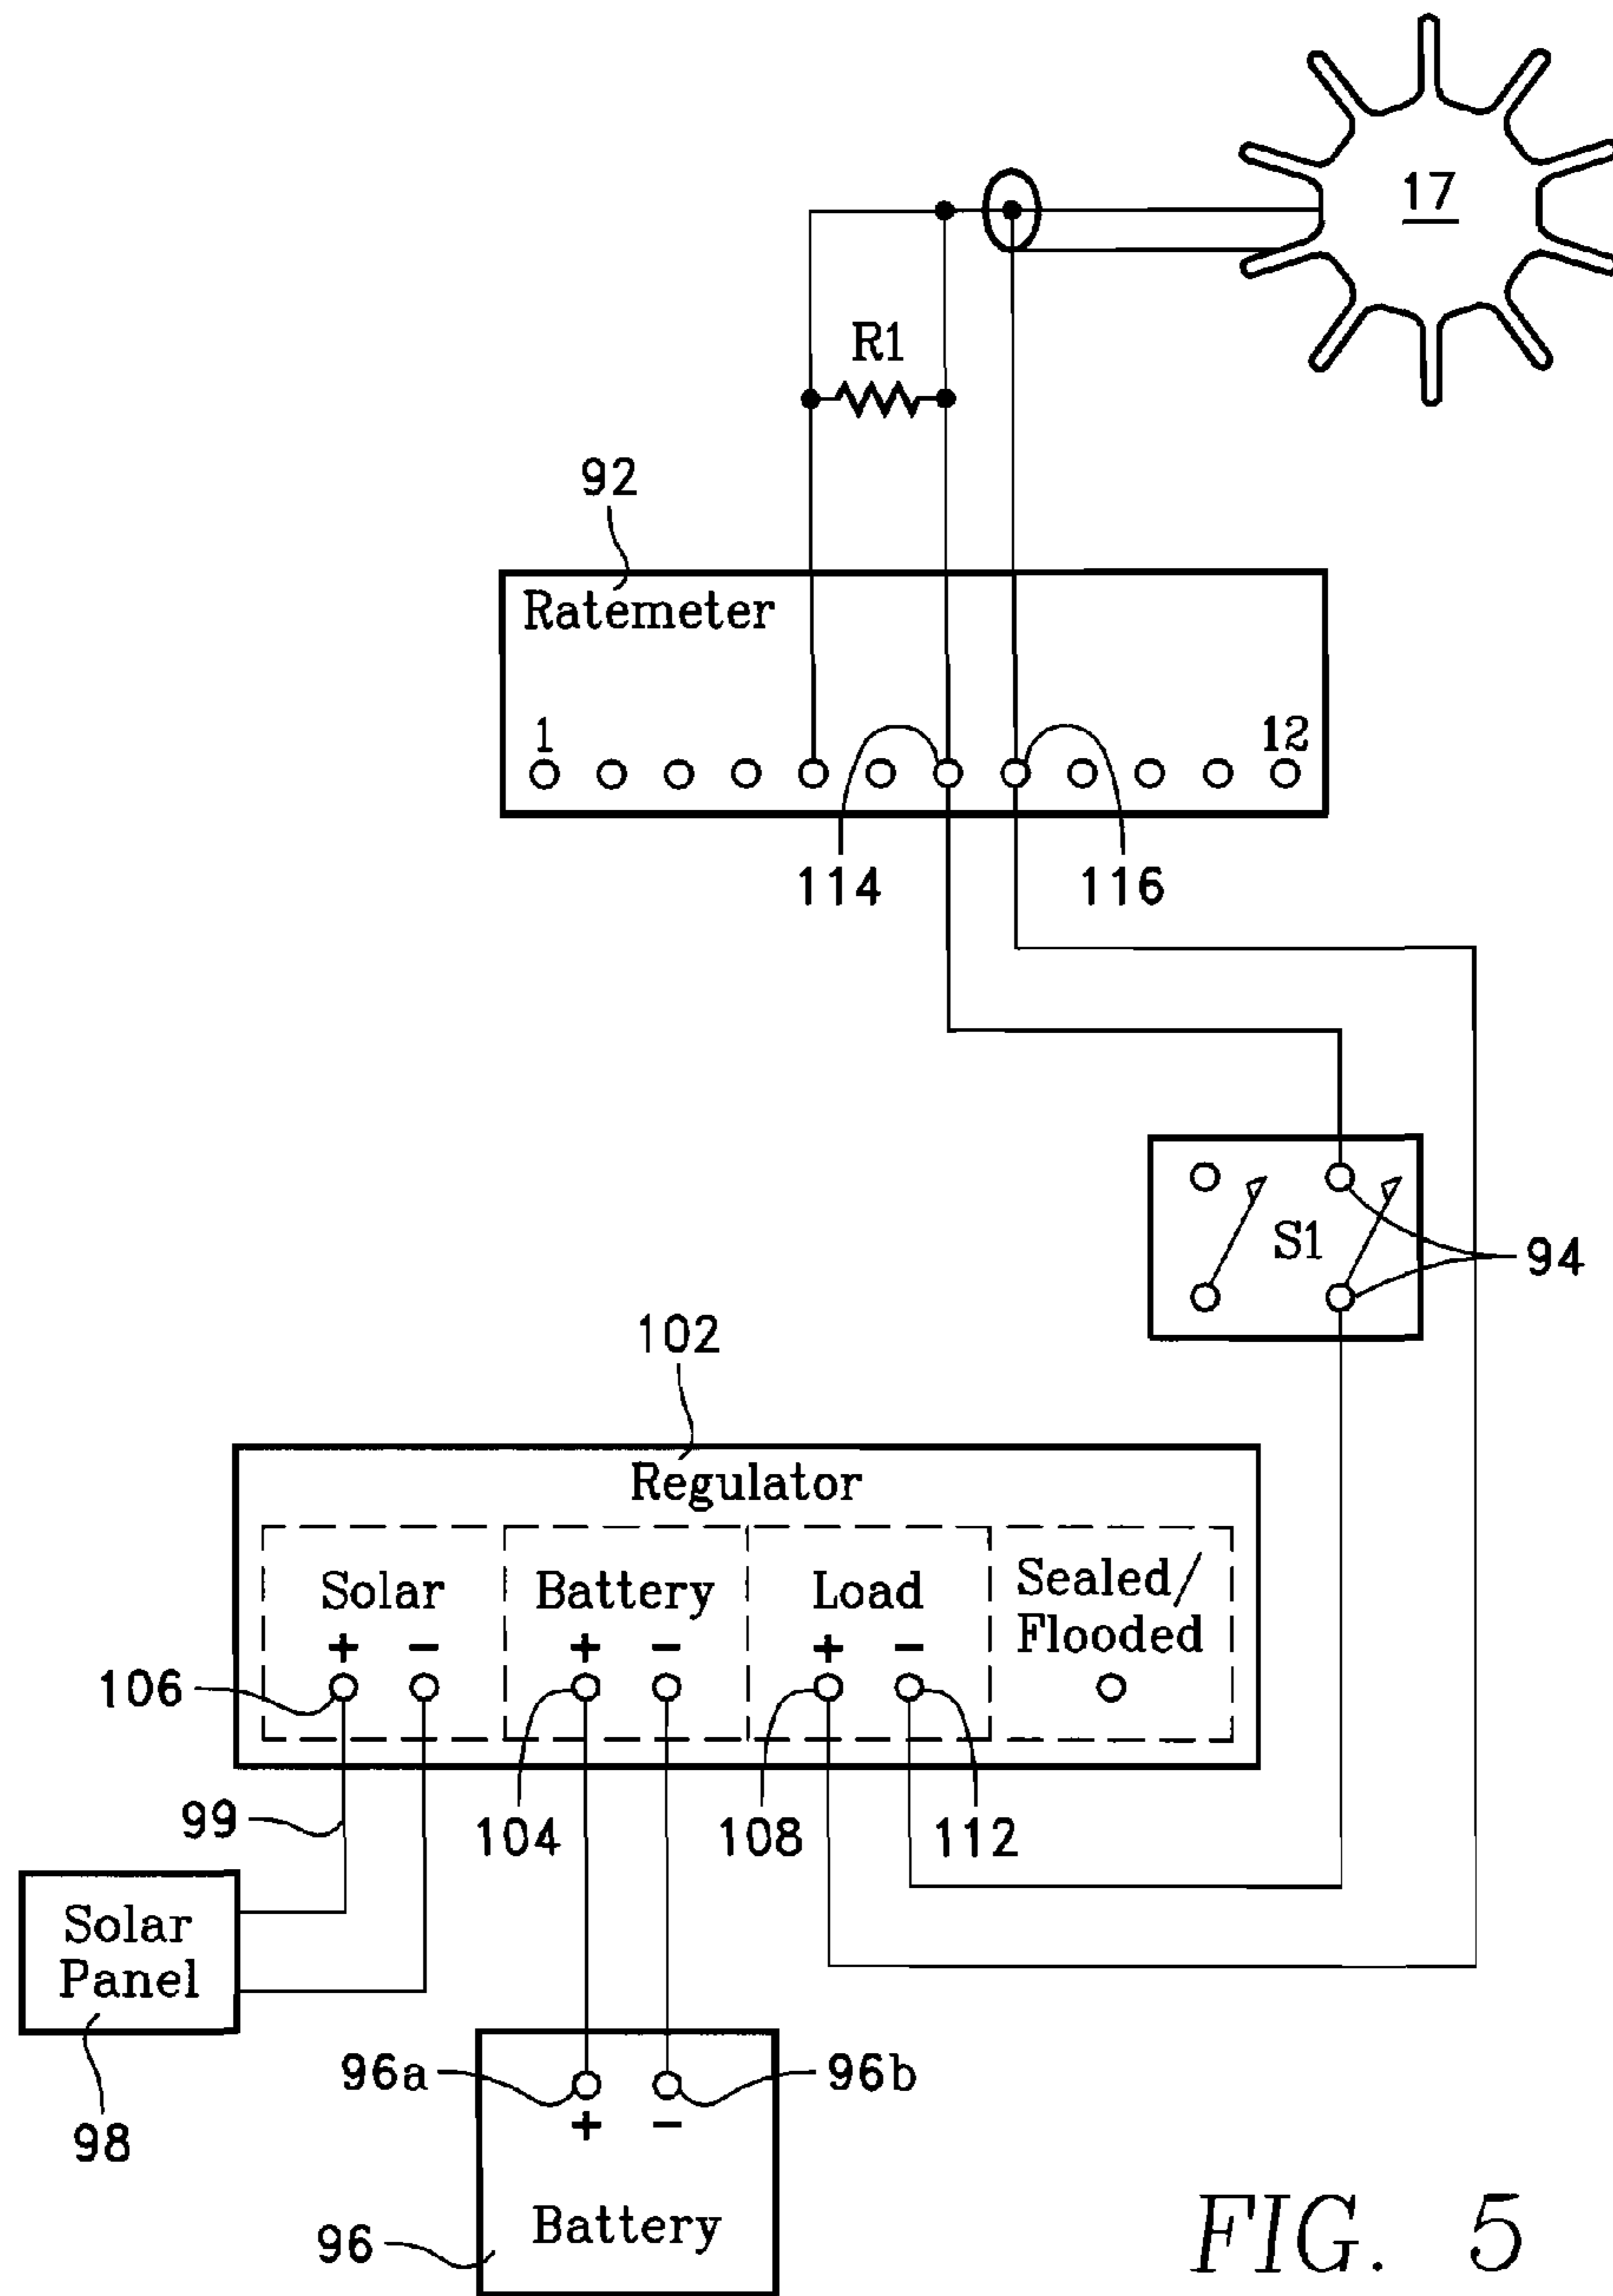 17
R1
92
Ratemeter
1
12
114
116
S1
94
102
Regulator
Solar
+ −
Battery
+ −
Load
+ −
Sealed/
Flooded
106
99
104
108
112
Solar
Panel
98
96a
96b
+ −
Battery
96
FIG. 5